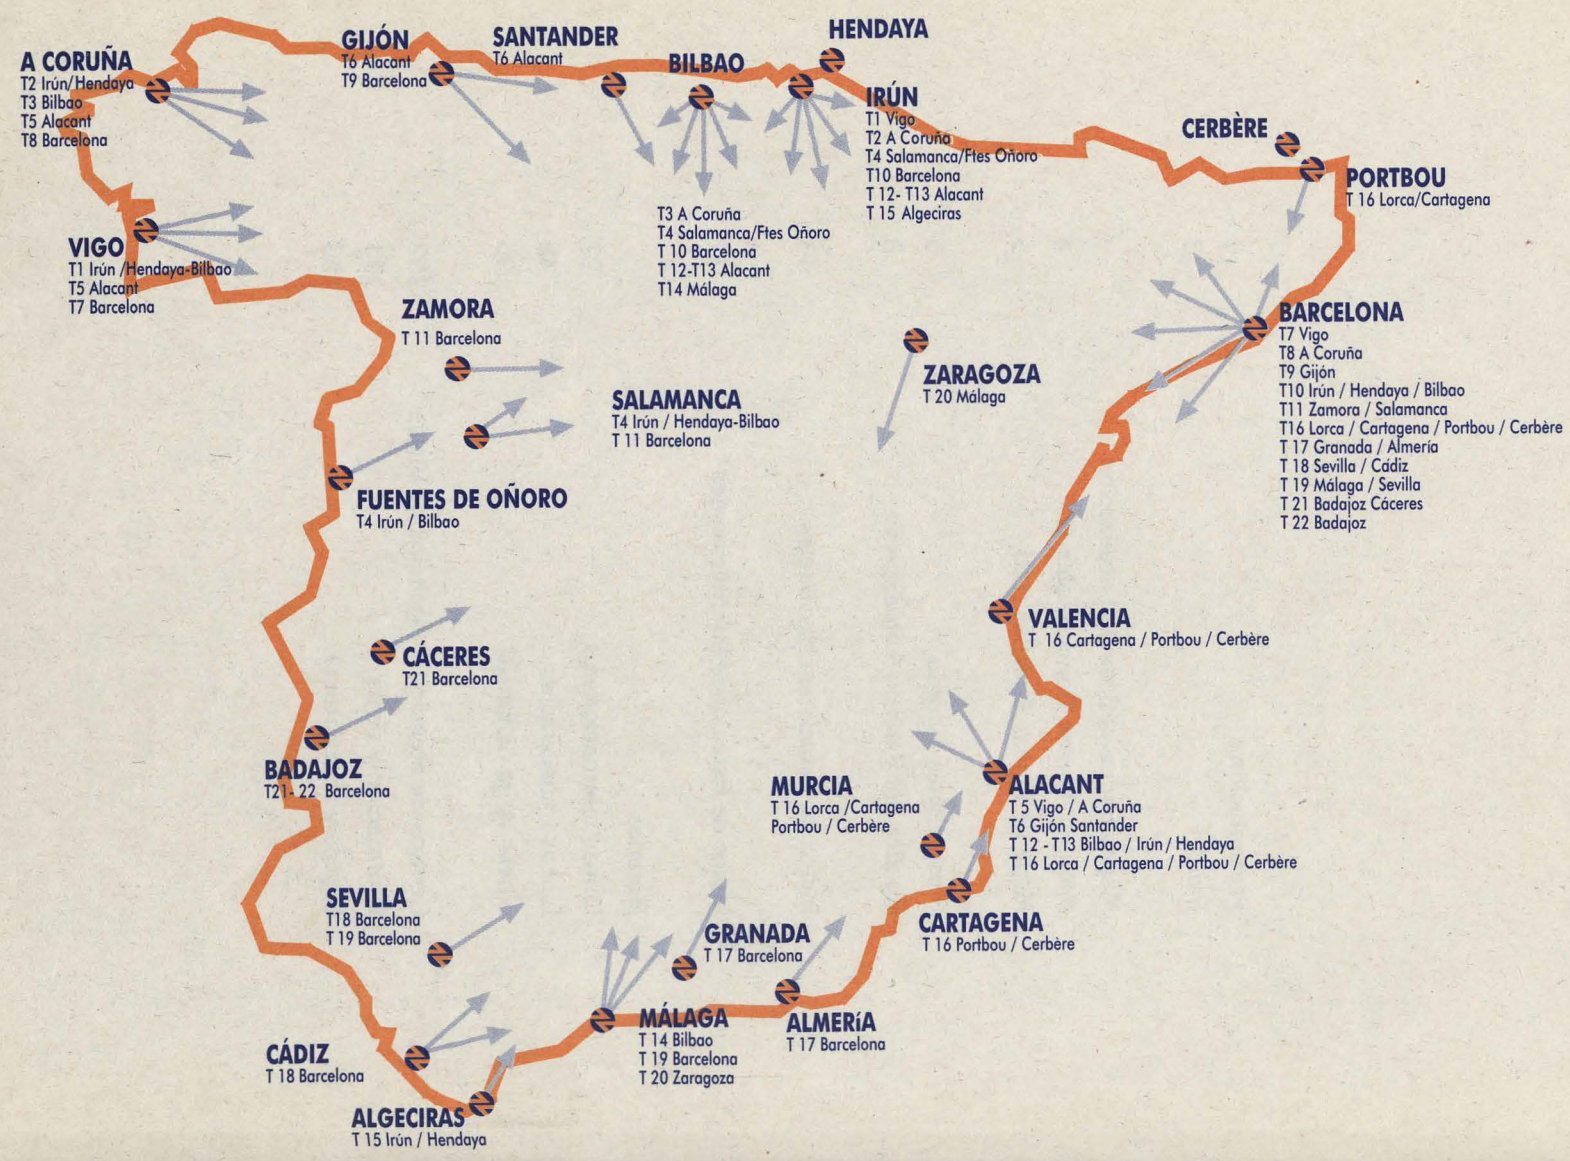 A CORUÑA
T2 Irún/Hendaya
T3 Bilbao
T5 Alacant
T8 Barcelona
GIJÓN
T6 Alacant
T9 Barcelona
SANTANDER
T6 Alacant
BILBAO
T3 A Coruña
T4 Salamanca/Ftes Oñoro
T 10 Barcelona
T 12-T13 Alacant
T14 Málaga
HENDAYA
IRÚN
T1 Vigo
T2 A Coruña
T4 Salamanca/Ftes Oñoro
T10 Barcelona
T 12- T13 Alacant
T 15 Algeciras
CERBÈRE
PORTBOU
T 16 Lorca/Cartagena
VIGO
T1 Irún /Hendaya-Bilbao
T5 Alacant
T7 Barcelona
ZAMORA
T 11 Barcelona
SALAMANCA
T4 Irún / Hendaya-Bilbao
T 11 Barcelona
FUENTES DE OÑORO
T4 Irún / Bilbao
ZARAGOZA
T 20 Málaga
BARCELONA
T7 Vigo
T8 A Coruña
T9 Gijón
T10 Irún / Hendaya / Bilbao
T11 Zamora / Salamanca
T16 Lorca / Cartagena / Portbou / Cerbère
T 17 Granada / Almería
T 18 Sevilla / Cádiz
T 19 Málaga / Sevilla
T 21 Badajoz Cáceres
T 22 Badajoz
CÁCERES
T21 Barcelona
VALENCIA
T 16 Cartagena / Portbou / Cerbère
BADAJOZ
T21- 22 Barcelona
MURCIA
T 16 Lorca /Cartagena
Portbou / Cerbère
ALACANT
T 5 Vigo / A Coruña
T6 Gijón Santander
T 12 - T13 Bilbao / Irún / Hendaya
T 16 Lorca / Cartagena / Portbou / Cerbère
SEVILLA
T18 Barcelona
T 19 Barcelona
GRANADA
T 17 Barcelona
CARTAGENA
T 16 Portbou / Cerbère
CÁDIZ
T 18 Barcelona
MÁLAGA
T 14 Bilbao
T 19 Barcelona
T 20 Zaragoza
ALMERíA
T 17 Barcelona
ALGECIRAS
T 15 Irún / Hendaya